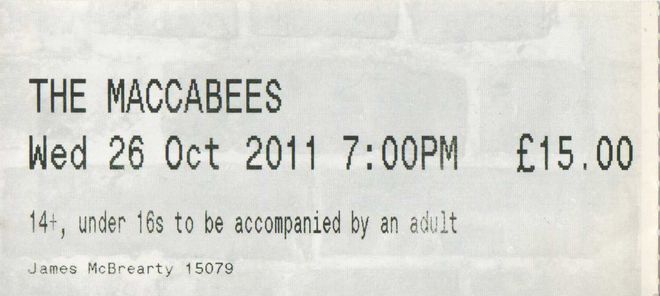 THE MACCABEES
Wed 26 Oct 2011 7:00PM £15.00
14+, under 16s to be accompanied by an adult
James McBrearty 15079